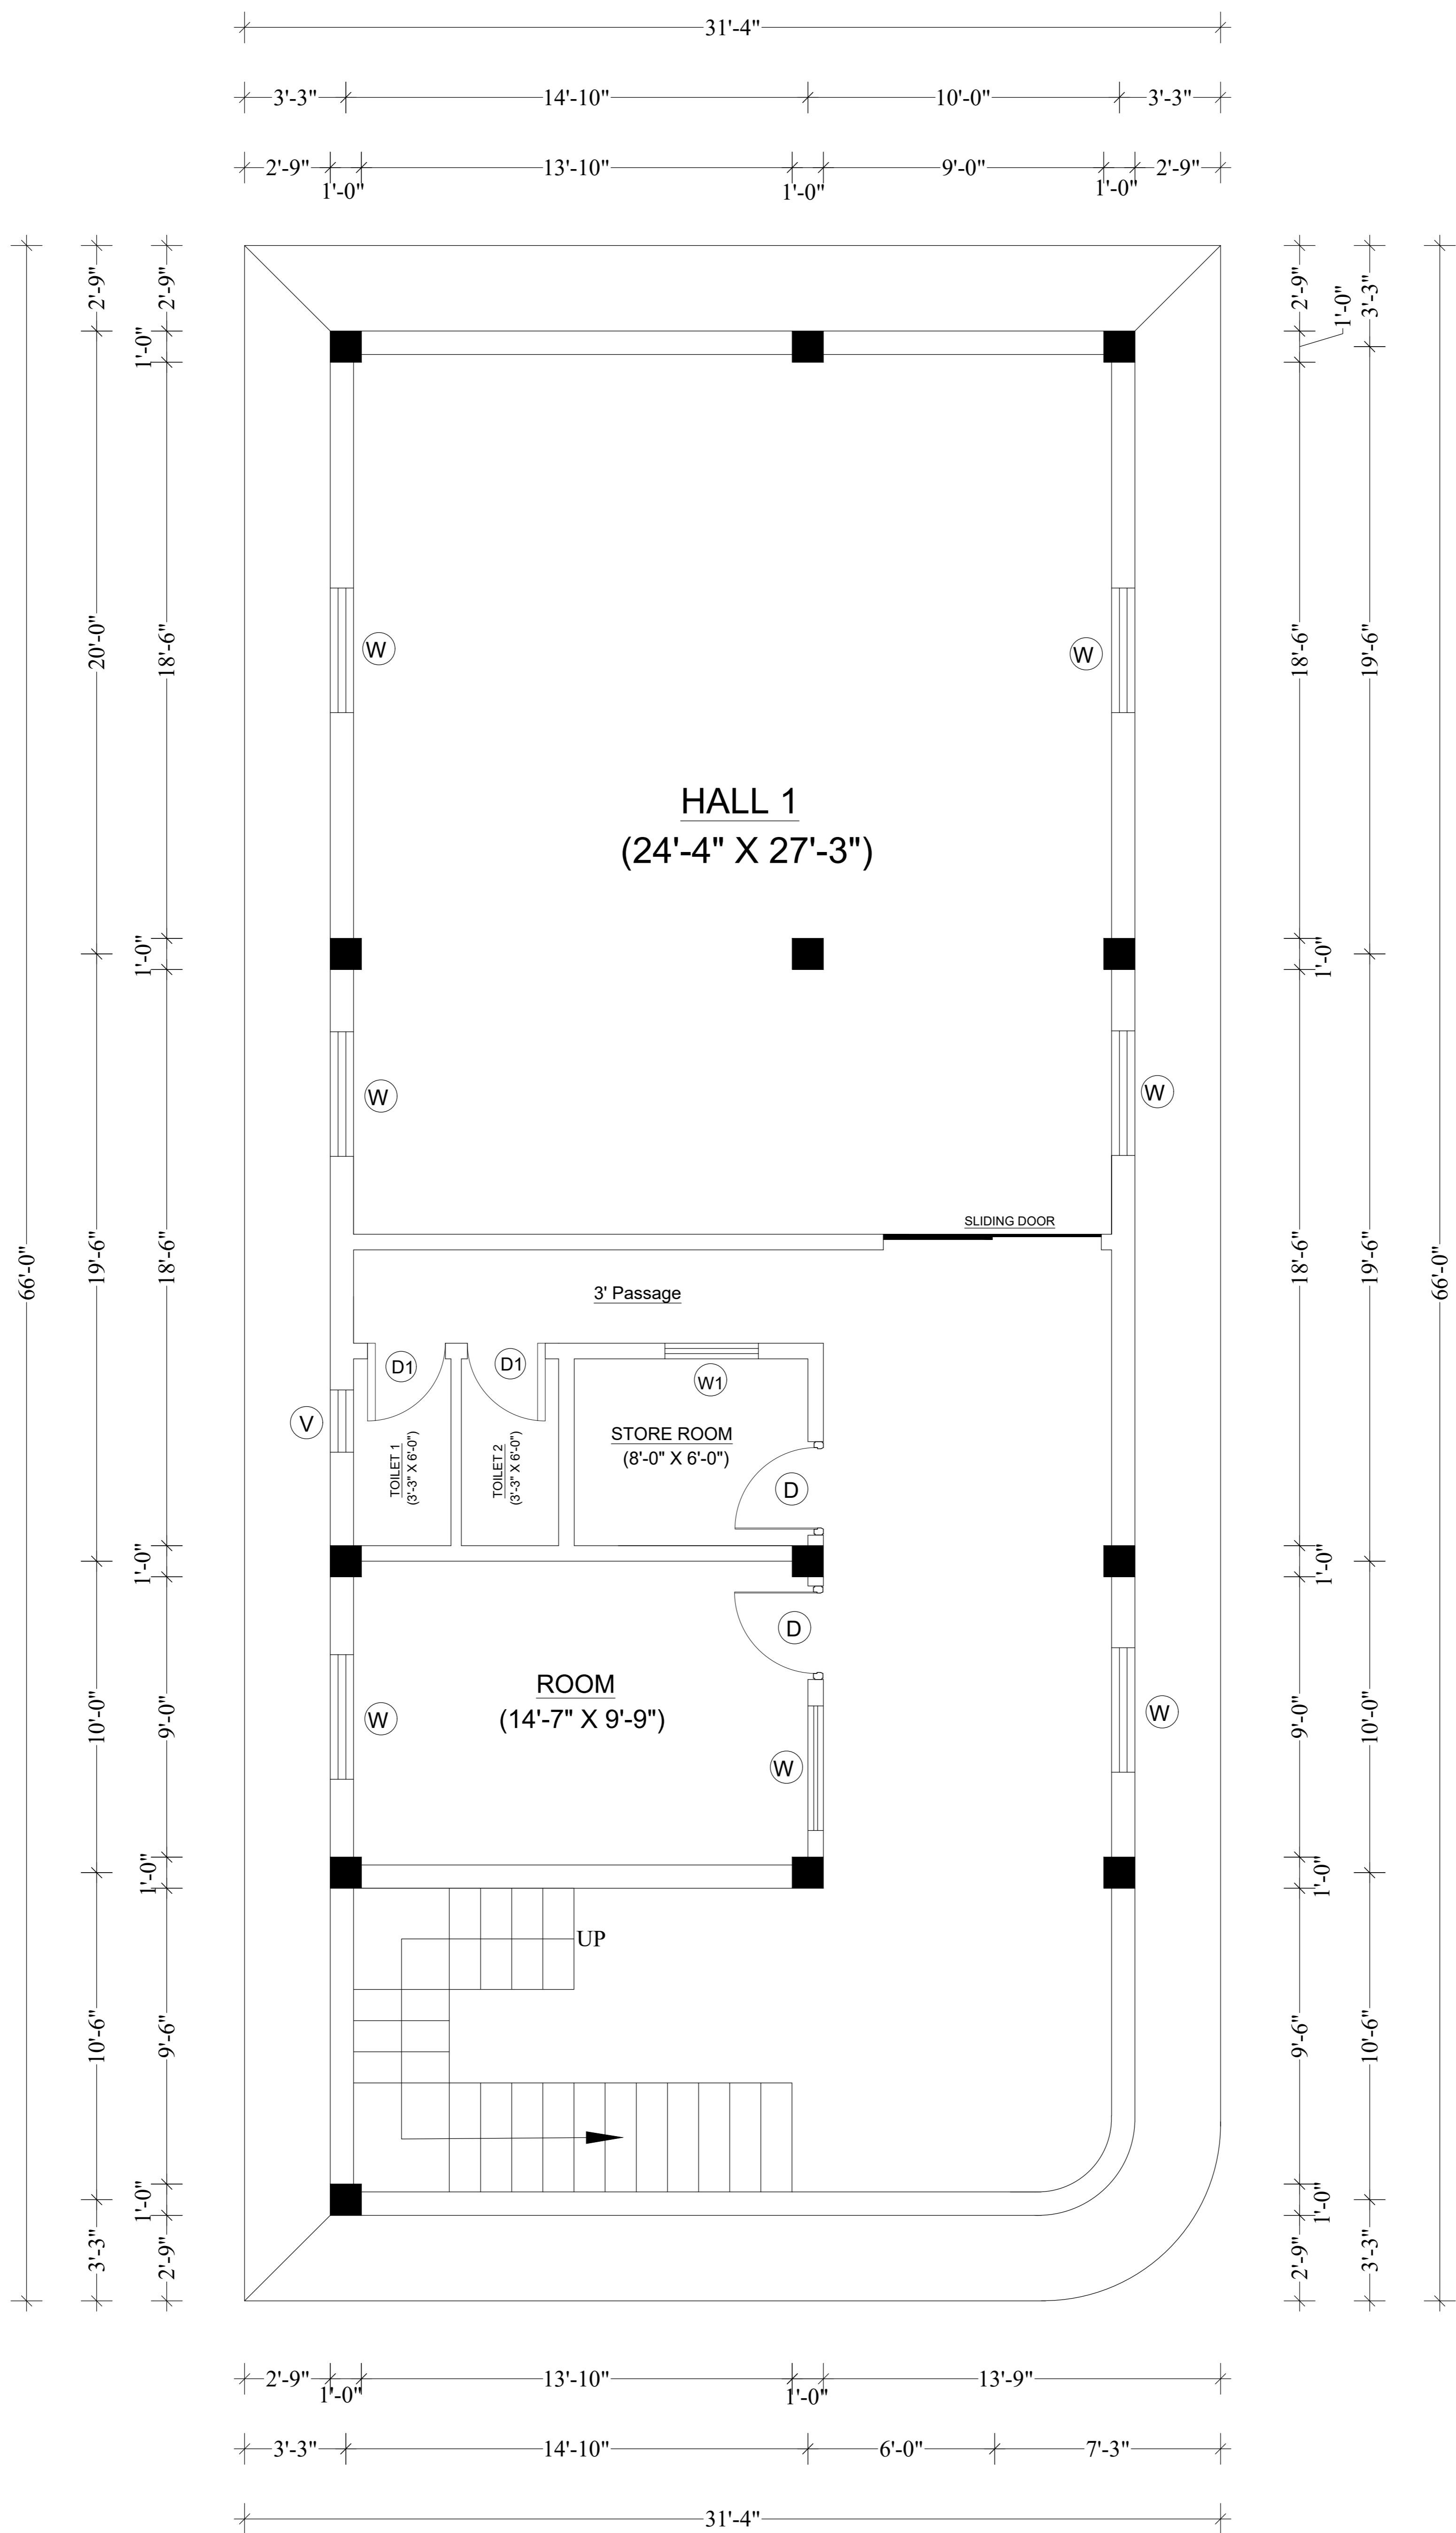 31'-4"
3'-3" 14'-10" 10'-0" 3'-3"
2'-9" 13'-10" 9'-0" 2'-9"
1'-0" 1'-0" 1'-0"
2'-9" 2'-9" 2'-9" 3'-3"
1'-0" 1'-0"
20'-0" 18'-6" 18'-6" 19'-6"
W W
HALL 1
(24'-4" X 27'-3")
1'-0" 1'-0"
W W
SLIDING DOOR
66'-0" 19'-6" 18'-6" 18'-6" 19'-6" 66'-0"
3' Passage
D1 D1 W1
V
TOILET 1
(3'-3" X 6'-0")
TOILET 2
(3'-3" X 6'-0")
STORE ROOM
(8'-0" X 6'-0")
D
1'-0" 1'-0"
D
ROOM
(14'-7" X 9'-9")
10'-0" 9'-0" 9'-0" 10'-0"
W W
W
1'-0" 1'-0"
UP
10'-6" 9'-6" 9'-6" 10'-6"
1'-0" 1'-0"
3'-3" 2'-9" 2'-9" 3'-3"
2'-9" 13'-10" 13'-9"
1'-0" 1'-0"
3'-3" 14'-10" 6'-0" 7'-3"
31'-4"